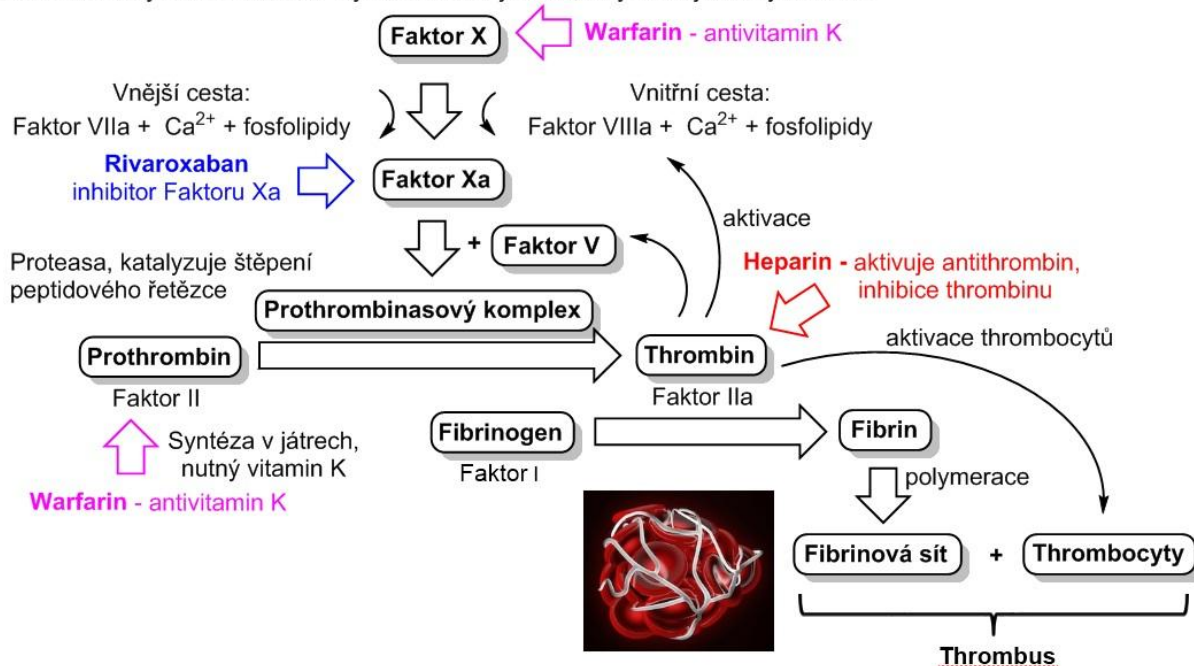 Faktor X
Warfarin - antivitamin K
Vnější cesta:
Faktor VIIa + Ca2+ + fosfolipidy
Vnitřní cesta:
Faktor VIIIa + Ca2+ + fosfolipidy
Rivaroxaban
inhibitor Faktoru Xa
Faktor Xa
aktivace
+ Faktor V
Proteasa, katalyzuje štěpení
peptidového řetězce
Heparin - aktivuje antithrombin,
inhibice thrombinu
Prothrombinasový komplex
aktivace thrombocytů
Prothrombin
Thrombin
Faktor II
Faktor IIa
Fibrinogen
Fibrin
Faktor I
Syntéza v játrech,
nutný vitamin K
Warfarin - antivitamin K
polymerace
Fibrinová sít + Thrombocyty
Thrombus